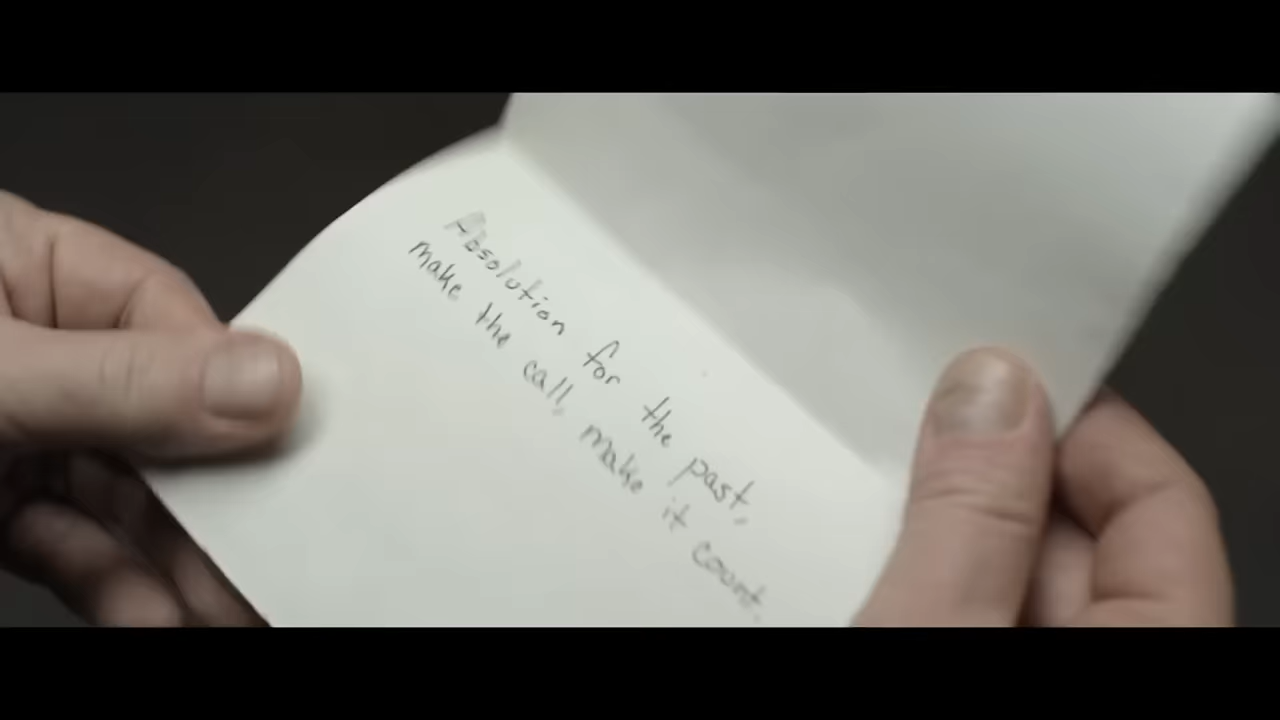 Absolution for the past,
make the call, make it count.